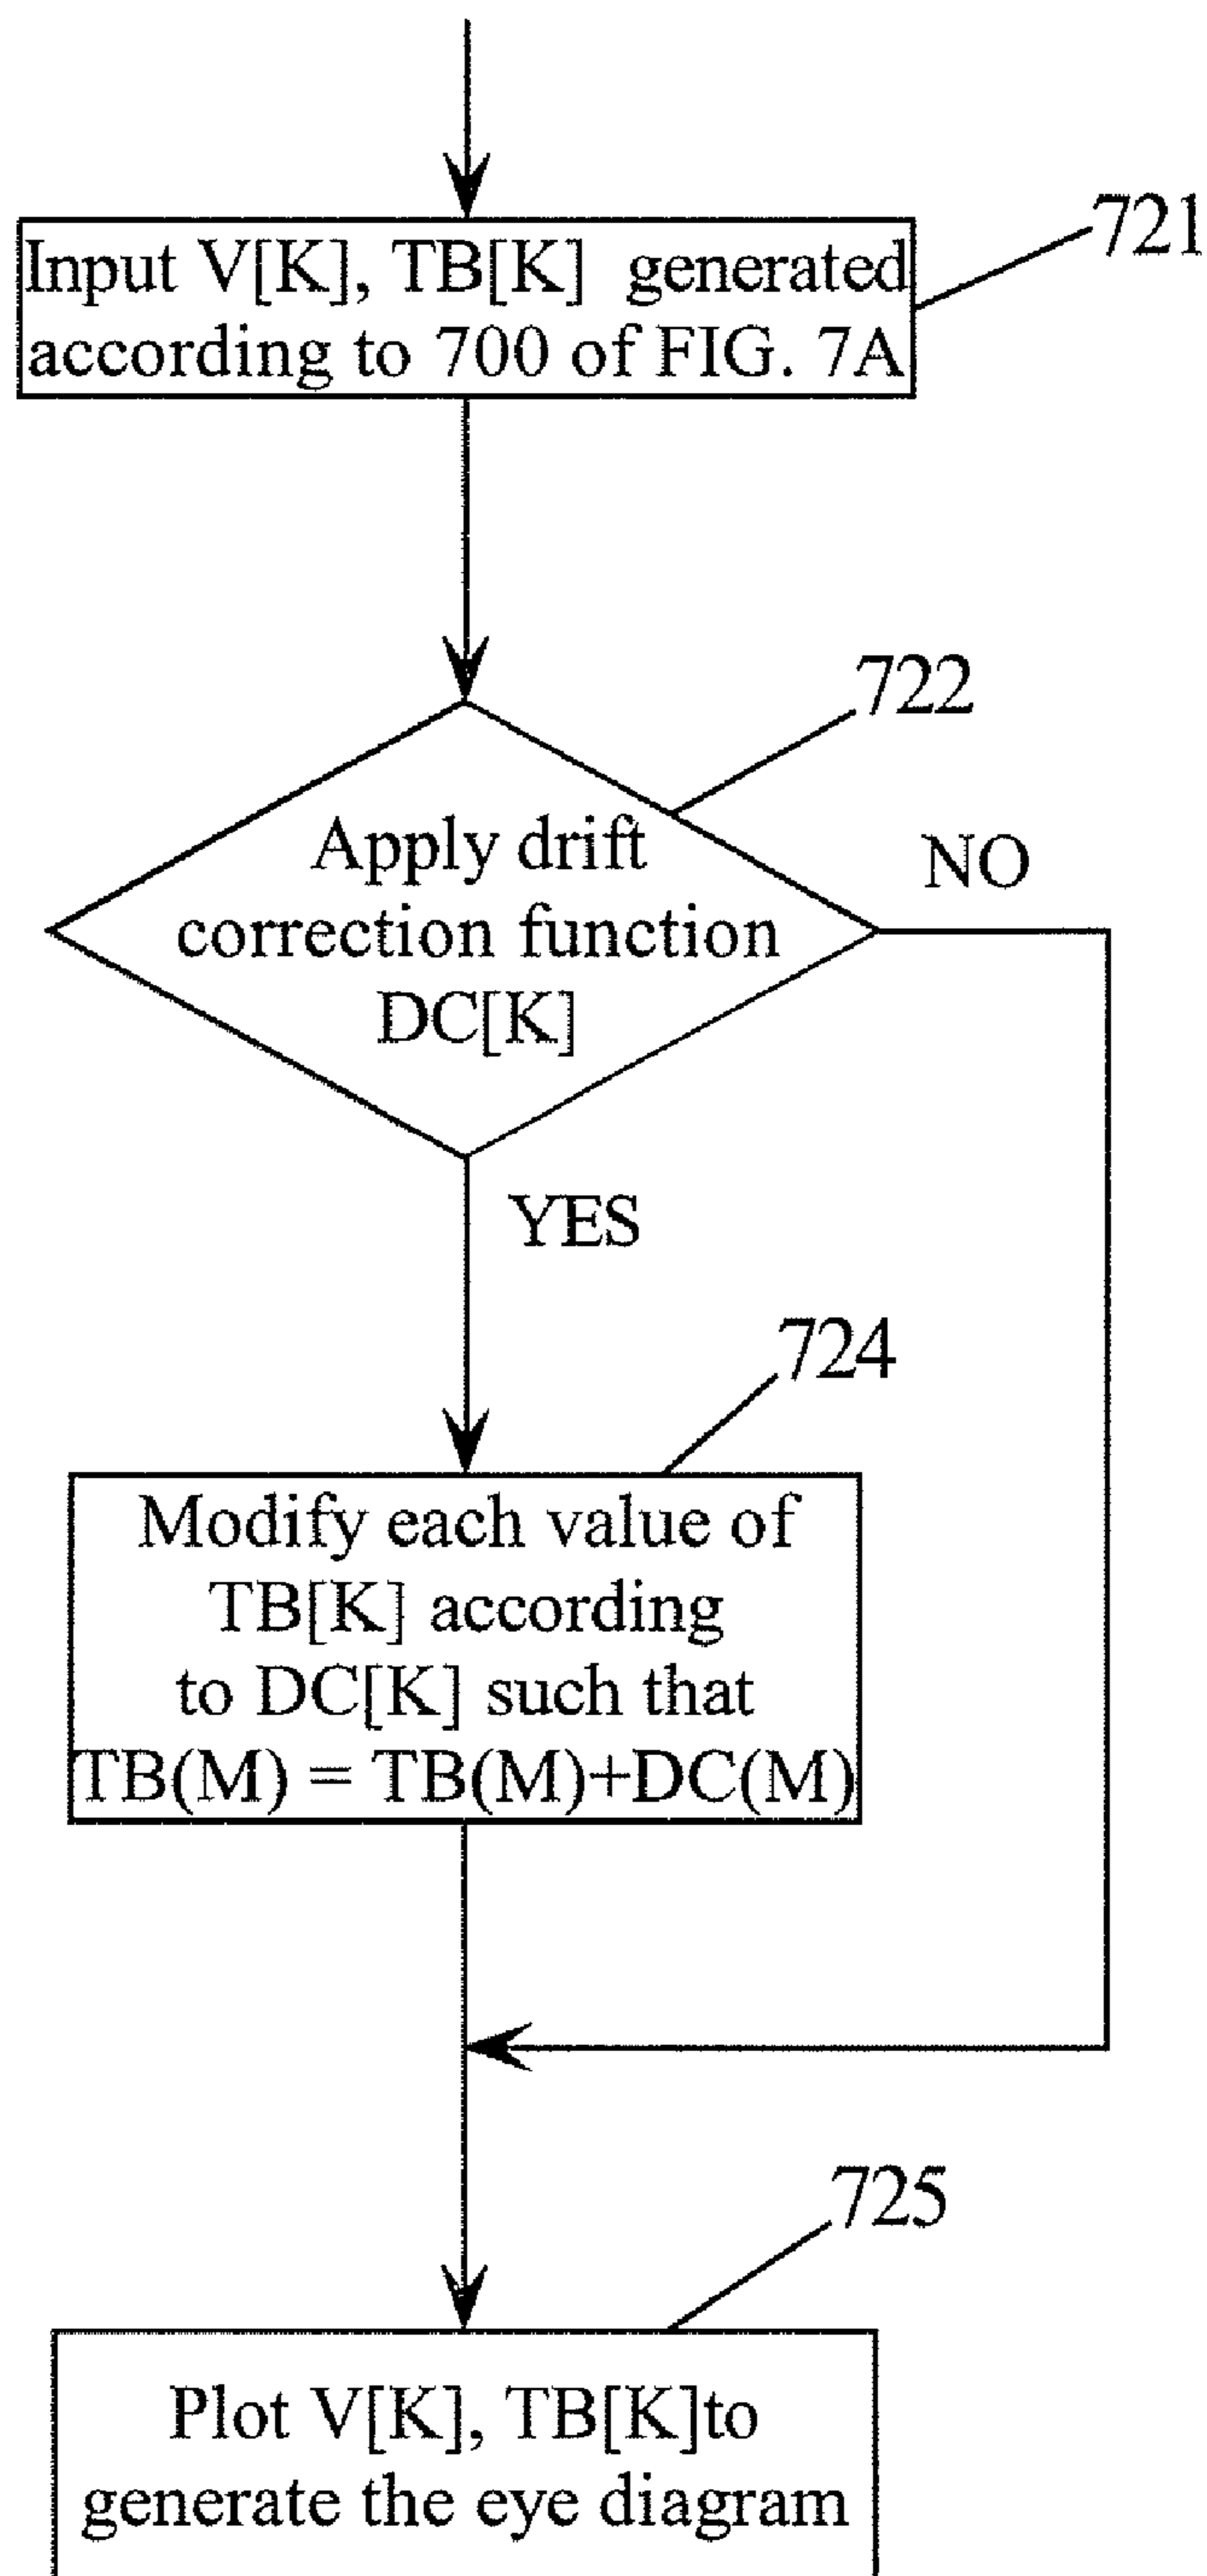 Input V[K], TB[K] generated
according to 700 of FIG. 7A
721
722
Apply drift
correction function
DC[K]
NO
YES
724
Modify each value of
TB[K] according
to DC[K] such that
TB(M) = TB(M)+DC(M)
725
Plot V[K], TB[K]to
generate the eye diagram